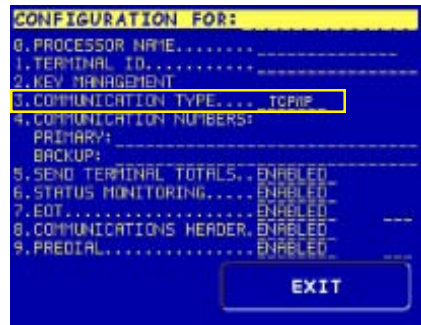 CONFIGURATION FOR:
0.PROCESSOR NAME........
1.TERMINAL ID...........
2.KEY MANAGEMENT
3.COMMUNICATION TYPE.... TCP/IP
4.COMMUNICATION NUMBERS:
PRIMARY:
BACKUP:
5.SEND TERMINAL TOTALS..ENABLED
6.STATUS MONITORING.....ENABLED
7.EOT...................ENABLED
8.COMMUNICATIONS HEADER.ENABLED
9.PREDIAL...............ENABLED
EXIT